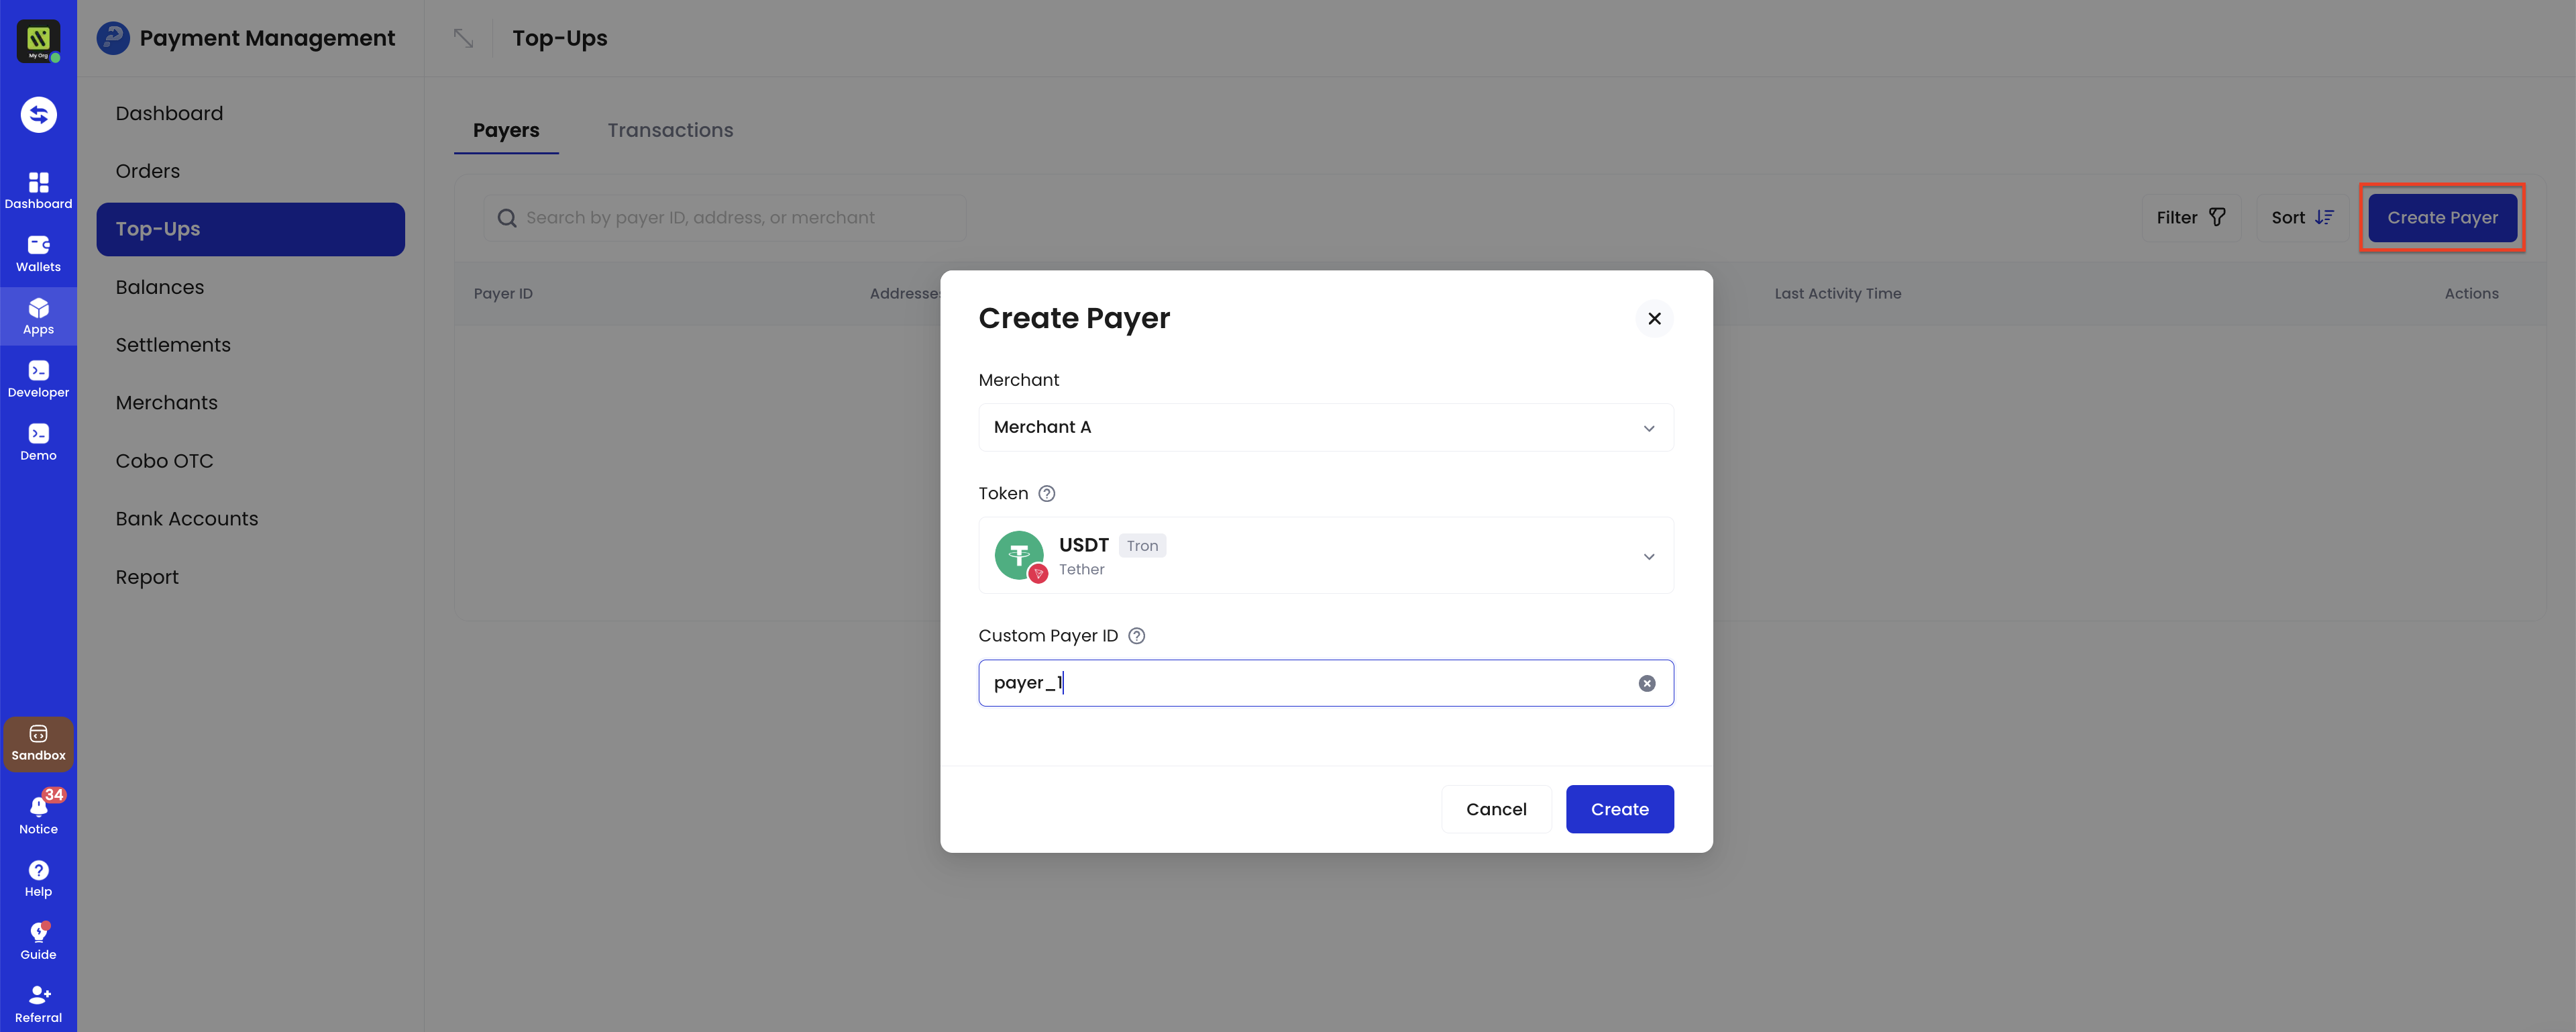 My Org
Dashboard
Wallets
Apps
Developer
Demo
Sandbox
34
Notice
Help
Guide
Referral
Payment Management
Dashboard
Orders
Top-Ups
Balances
Settlements
Merchants
Cobo OTC
Bank Accounts
Report
Top-Ups
Payers Transactions
Search by payer ID, address, or merchant
Filter Sort Create Payer
Payer ID Addresses Last Activity Time Actions
Create Payer
Merchant
Merchant A
Token
USDT Tron
Tether
Custom Payer ID
payer_1
Cancel Create